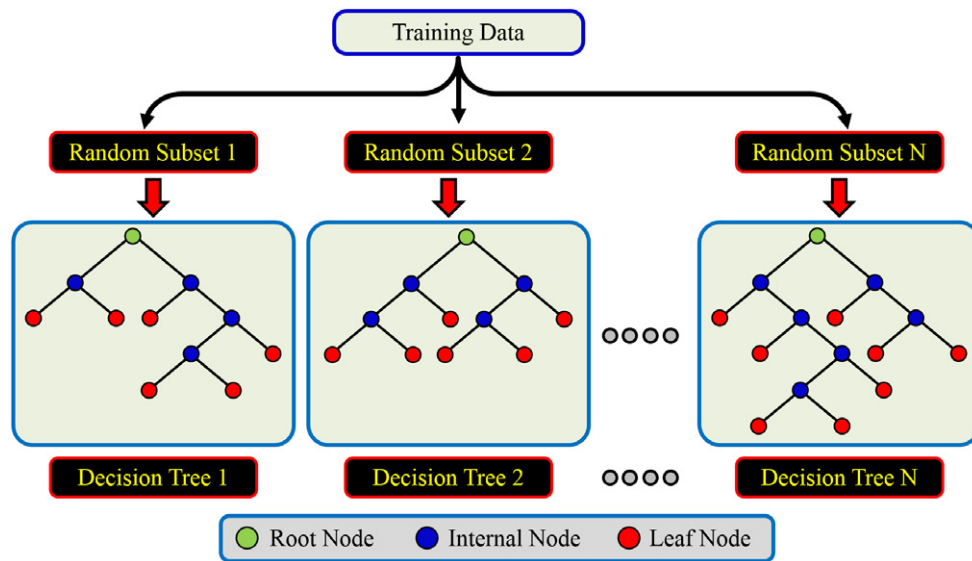 Training Data
Random Subset 1
Random Subset 2
Random Subset N
Decision Tree 1
Decision Tree 2
Decision Tree N
Root Node
Internal Node
Leaf Node